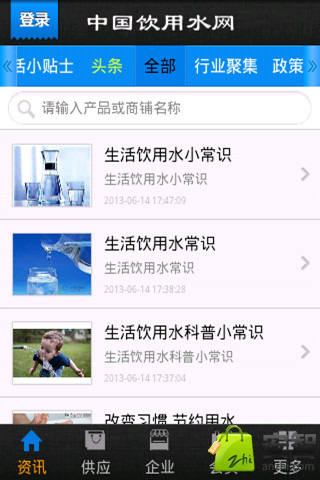 登录
中国饮用水网
活小贴士
头条
全部
行业聚集
政策
请输入产品或商铺名称
生活饮用水小常识
生活饮用水小常识
2013-06-14 17:47:09
生活饮用水常识
生活饮用水常识
2013-06-14 17:38:28
生活饮用水科普小常识
生活饮用水科普小常识
2013-06-14 17:37:04
改变习惯 节约用水
资讯
供应
企业
zhi
更多